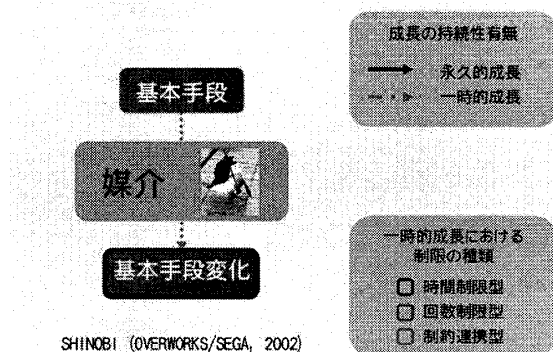 基本手段
媒介
基本手段変化
SHINOBI (OVERWORKS/SEGA, 2002)
成長の持続性有無
永久的成長
一時的成長
一時的成長における
制限の種類
時間制限型
回数制限型
制約連携型